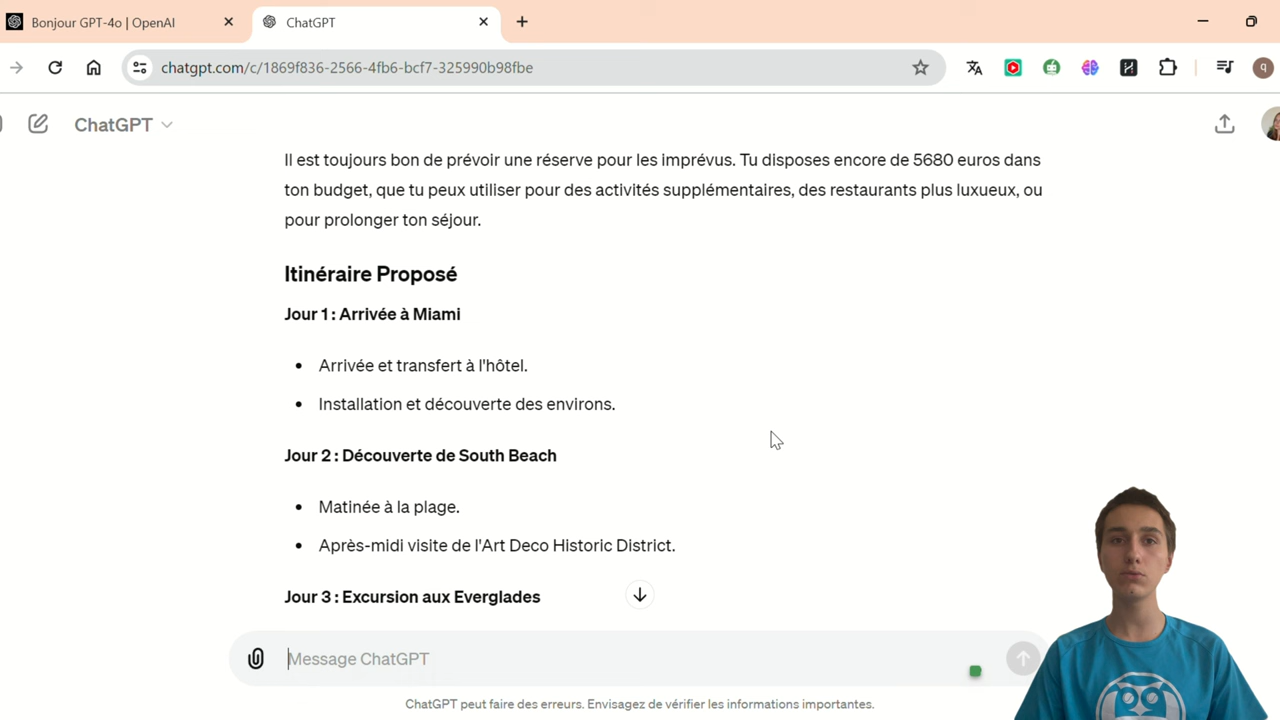 Bonjour GPT-4o | OpenAI
ChatGPT
chatgpt.com/c/1869f836-2566-4fb6-bcf7-325990b98fbe
q
ChatGPT
Il est toujours bon de prévoir une réserve pour les imprévus. Tu disposes encore de 5680 euros dans
ton budget, que tu peux utiliser pour des activités supplémentaires, des restaurants plus luxueux, ou
pour prolonger ton séjour.
Itinéraire Proposé
Jour 1 : Arrivée à Miami
• Arrivée et transfert à l'hôtel.
• Installation et découverte des environs.
Jour 2 : Découverte de South Beach
• Matinée à la plage.
• Après-midi visite de l'Art Deco Historic District.
Jour 3 : Excursion aux Everglades
Message ChatGPT
ChatGPT peut faire des erreurs. Envisagez de vérifier les informations importantes.